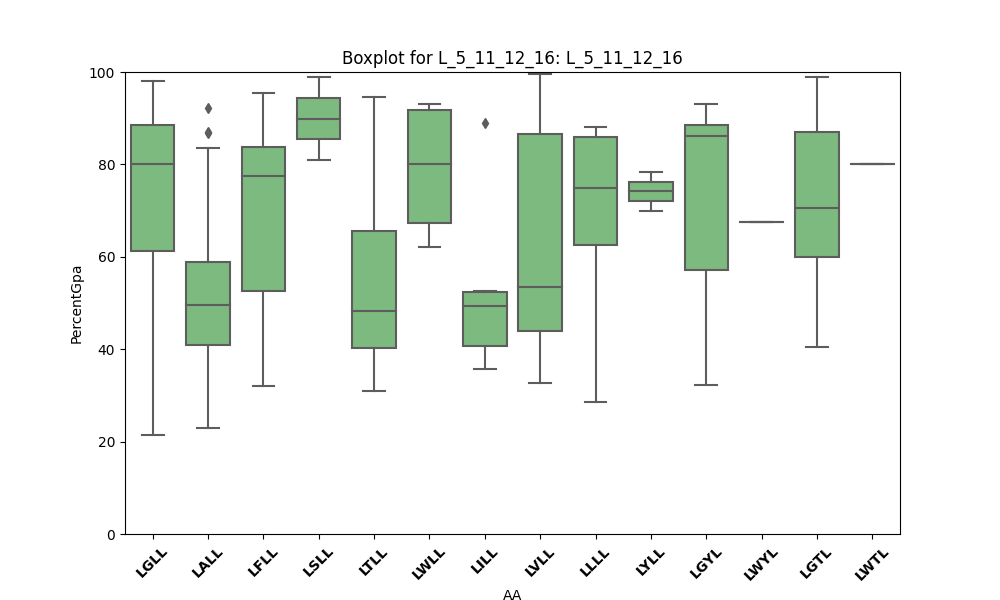 Boxplot for L_5_11_12_16: L_5_11_12_16
PercentGpa
100
80
60
40
20
0
LGLL LALL LFLL LSLL LTLL LWLL LILL LVLL LLLL LYLL LGYL LWYL LGTL LWTL
AA